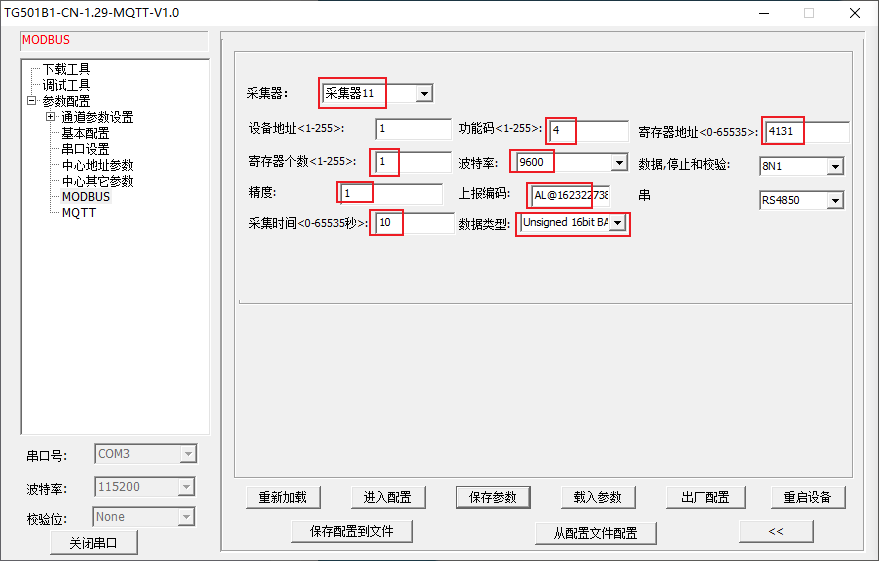 TG501B1-CN-1.29-MQTT-V1.0
MODBUS
下载工具
调试工具
参数配置
通道参数设置
基本配置
串口设置
中心地址参数
中心其它参数
MODBUS
MQTT
串口号: COM3
波特率: 115200
校验位: None
关闭串口
采集器: 采集器11
设备地址<1-255>: 1 功能码<1-255>: 4 寄存器地址<0-65535>: 4131
寄存器个数<1-255>: 1 波特率: 9600 数据,停止和校验: 8N1
精度: 1 上报编码: AL@162322738 串 RS4850
采集时间<0-65535秒>: 10 数据类型: Unsigned 16bit BA
重新加载 进入配置 保存参数 载入参数 出厂配置 重启设备
保存配置到文件 从配置文件配置 <<